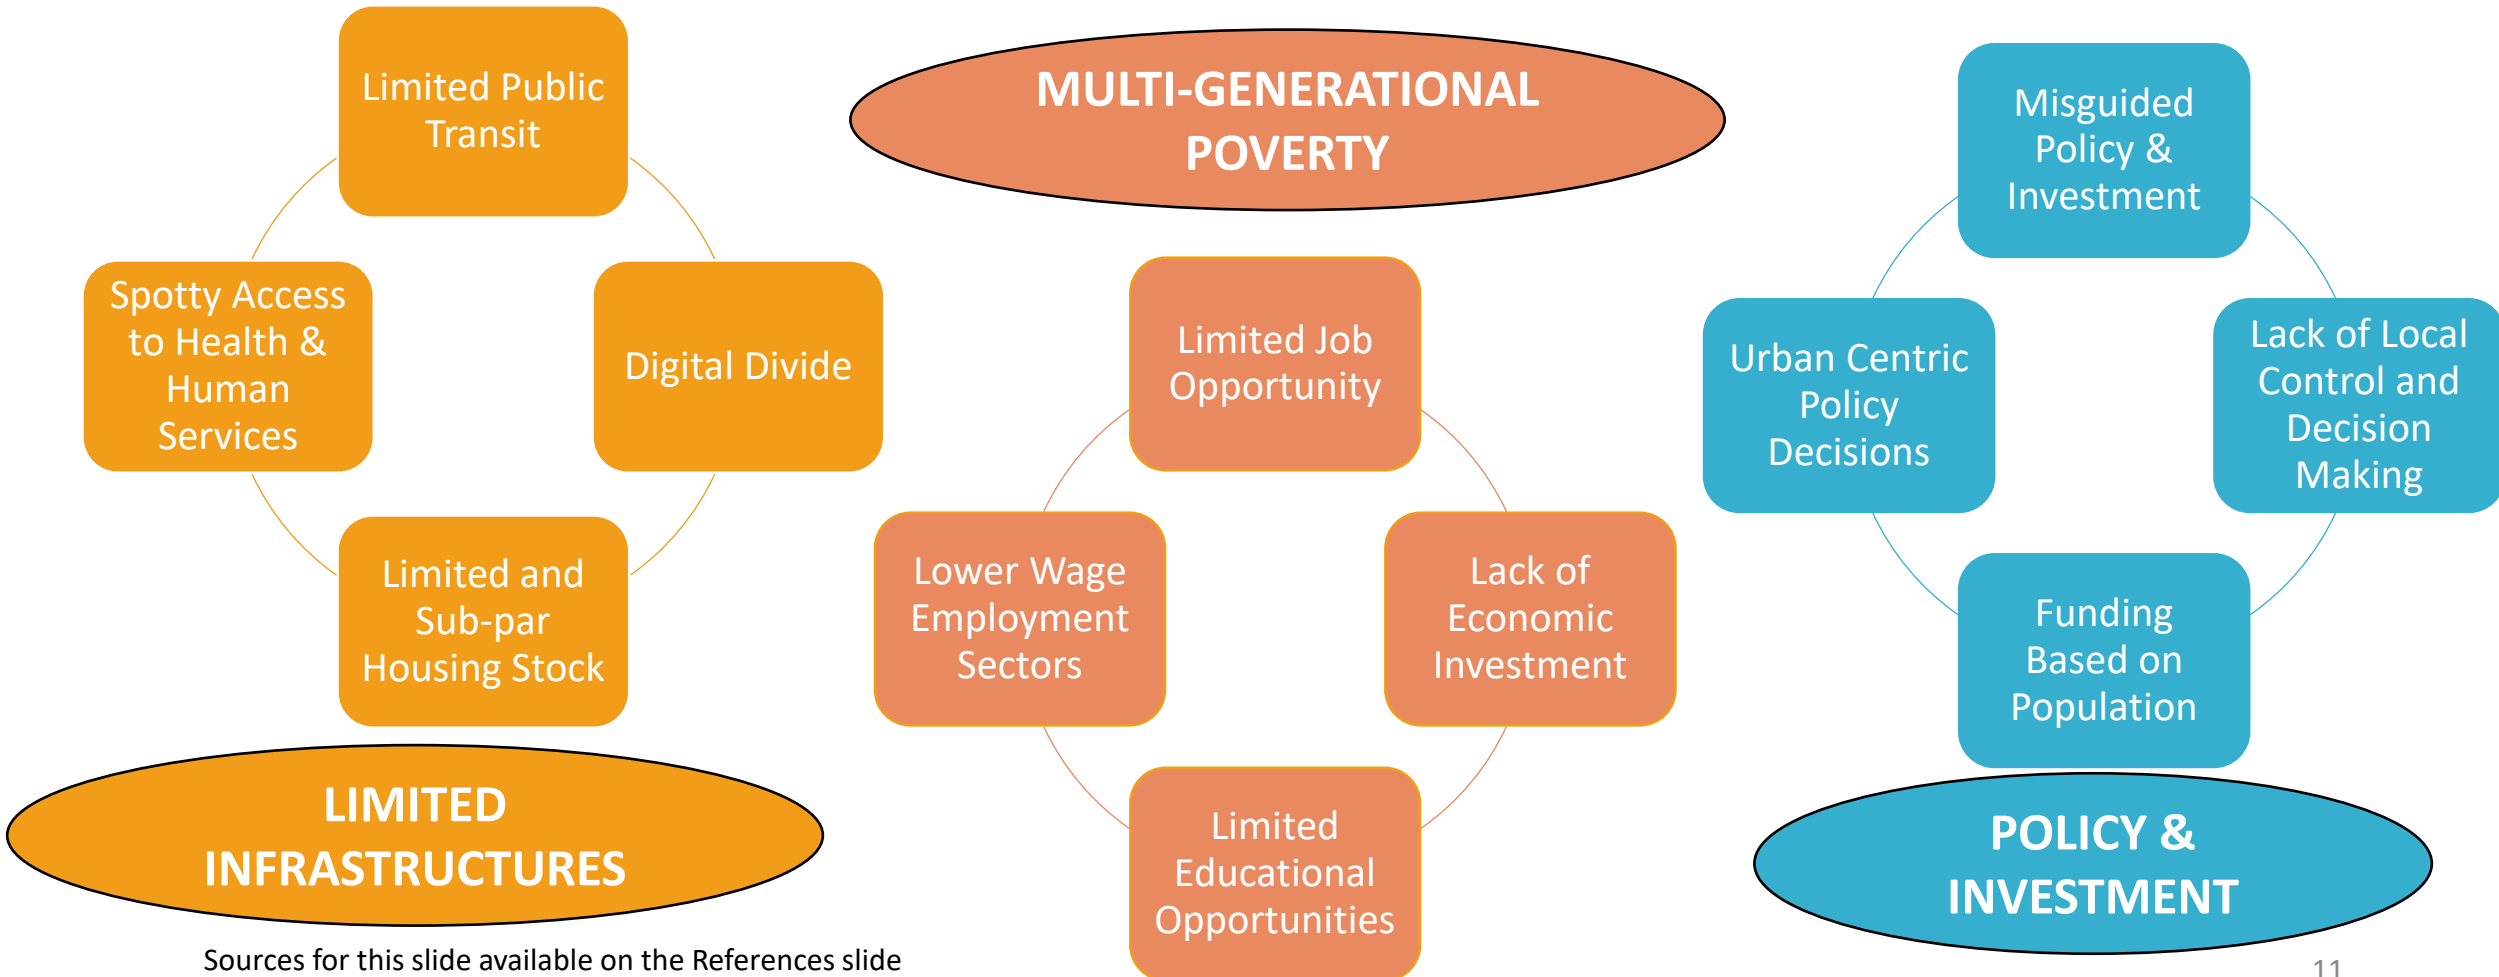 Limited Public
Transit
Spotty Access
to Health &
Human
Services
Digital Divide
Limited and
Sub-par
Housing Stock
LIMITED
INFRASTRUCTURES
MULTI-GENERATIONAL
POVERTY
Limited Job
Opportunity
Lower Wage
Employment
Sectors
Lack of
Economic
Investment
Limited
Educational
Opportunities
Misguided
Policy &
Investment
Urban Centric
Policy
Decisions
Lack of Local
Control and
Decision
Making
Funding
Based on
Population
POLICY &
INVESTMENT
Sources for this slide available on the References slide
11